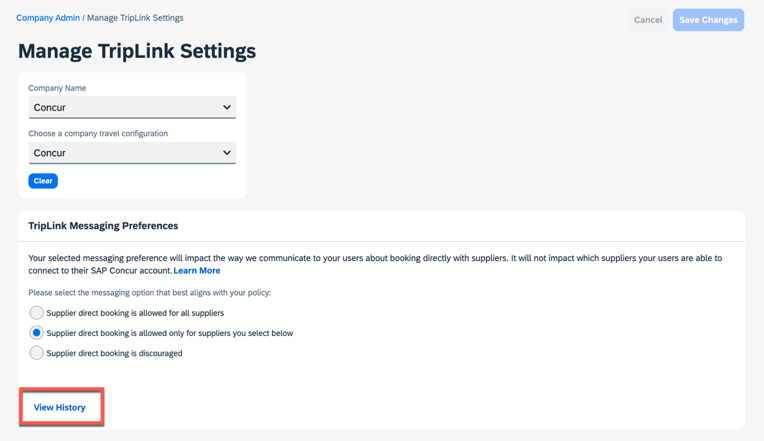 Company Admin / Manage TripLink Settings
Cancel
Save Changes
Manage TripLink Settings
Company Name
Concur
Choose a company travel configuration
Concur
Clear
TripLink Messaging Preferences
Your selected messaging preference will impact the way we communicate to your users about booking directly with suppliers. It will not impact which suppliers your users are able to
connect to their SAP Concur account. Learn More
Please select the messaging option that best aligns with your policy:
Supplier direct booking is allowed for all suppliers
Supplier direct booking is allowed only for suppliers you select below
Supplier direct booking is discouraged
View History